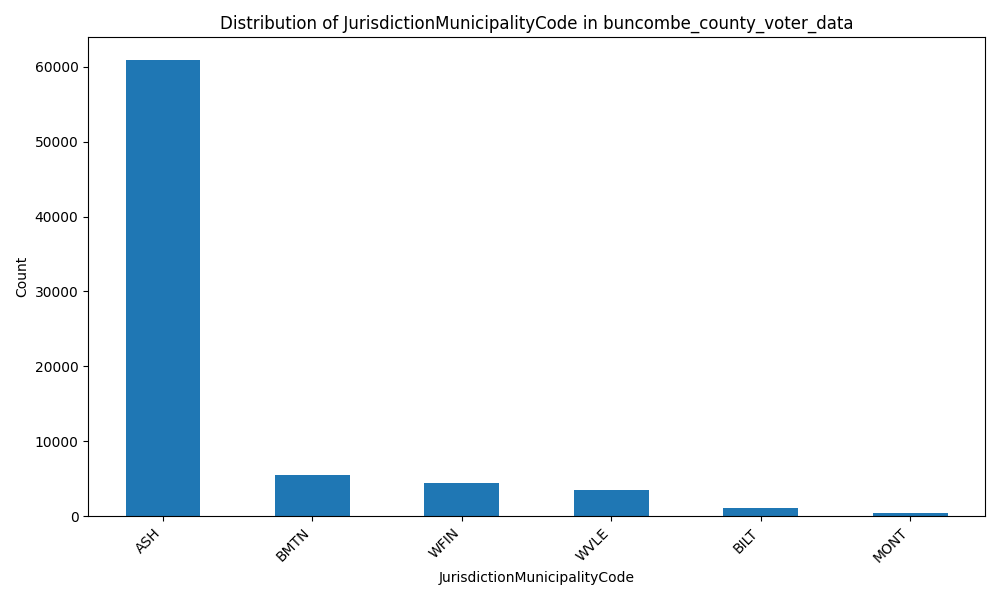 Distribution of JurisdictionMunicipalityCode in buncombe_county_voter_data
60000
50000
40000
30000
20000
10000
0
Count
ASH
BMTN
WFIN
WVLE
BILT
MONT
JurisdictionMunicipalityCode